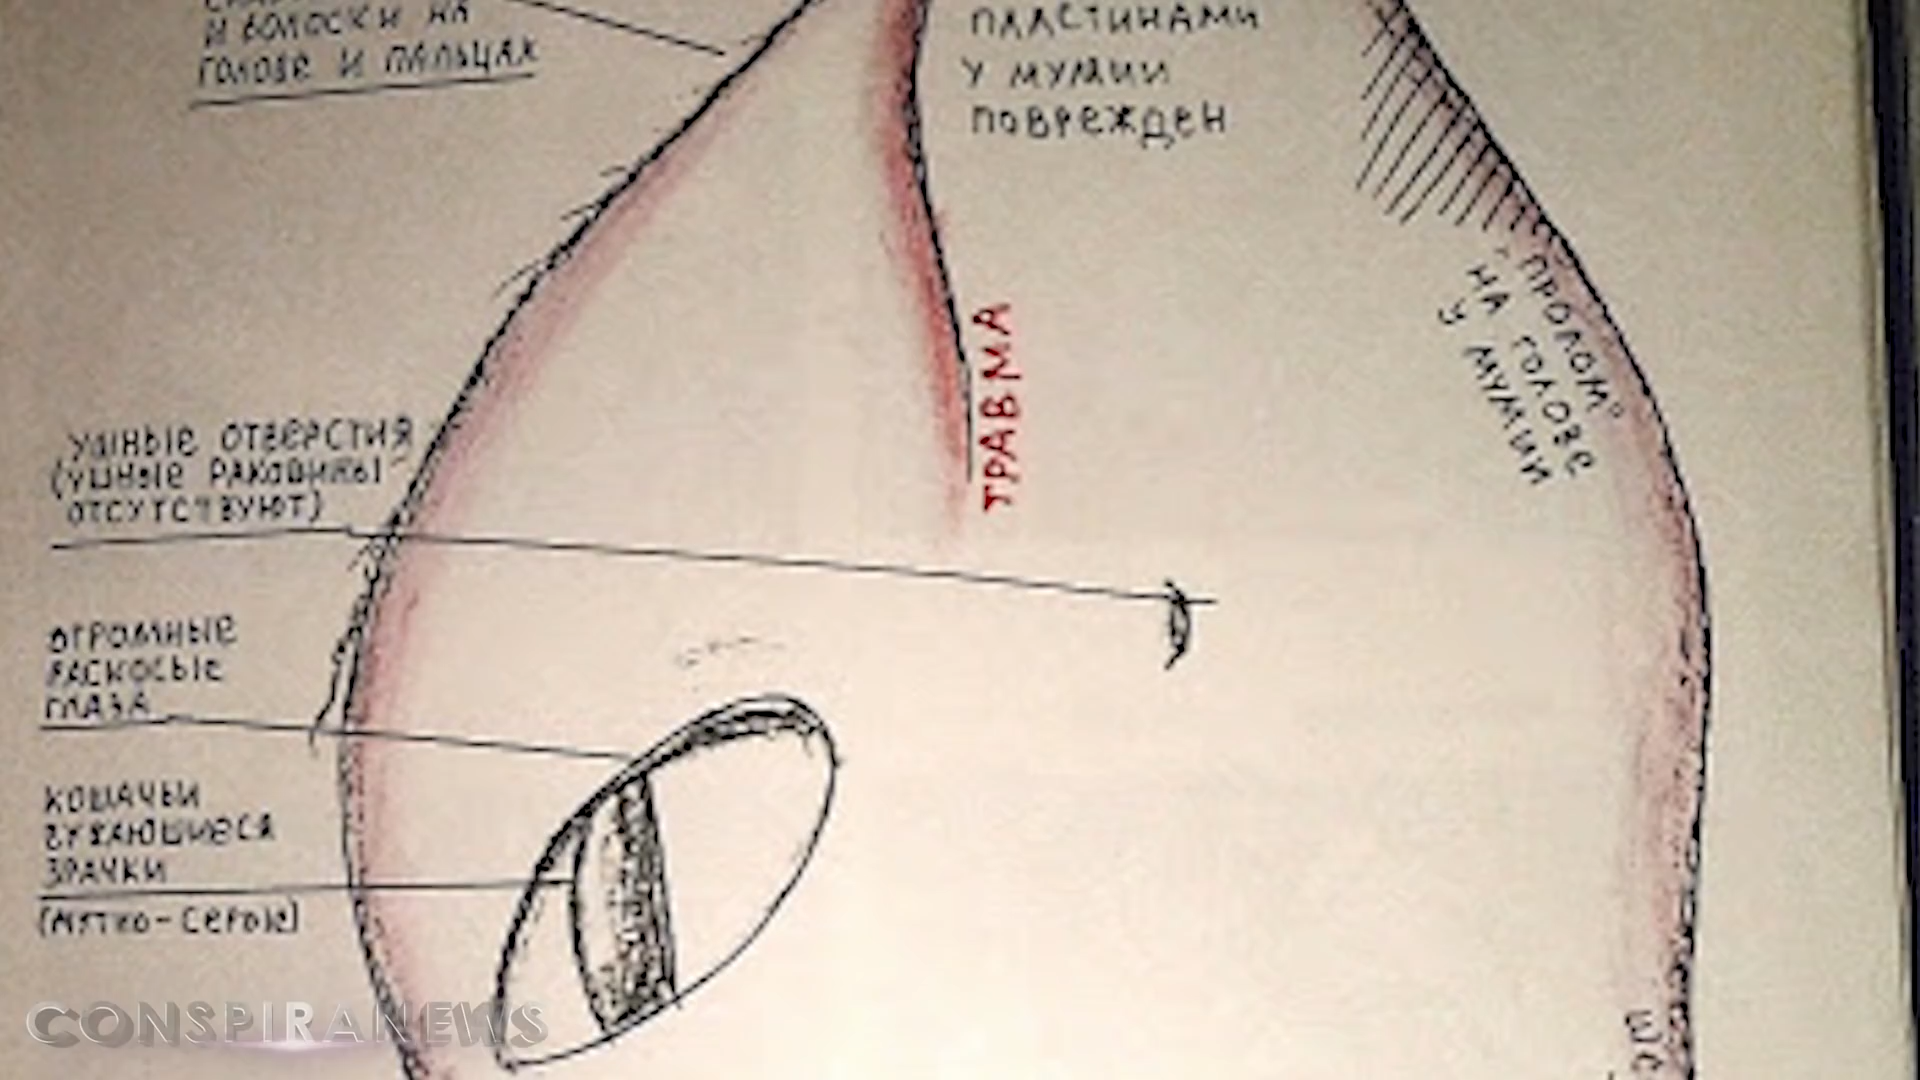 И ВОЛОСКИ НА
ГОЛОВЕ И ПАЛЬЦАХ
ПЛАСТИНАМИ
У МУМИИ
ПОВРЕЖДЕН
ТРАВМА
"ПРОЛОМ"
НА ГОЛОВЕ
У МУМИИ
УШНЫЕ ОТВЕРСТИЯ
(УШНЫЕ РАКОВИНЫ
ОТСУТСТВУЮТ)
ОГРОМНЫЕ
РАСКОСЫЕ
ГЛАЗА
КОШАЧЬИ
СУЖАЮЩИЕСЯ
ЗРАЧКИ
(МУТНО-СЕРЫЕ)
CONSPIRANEWS